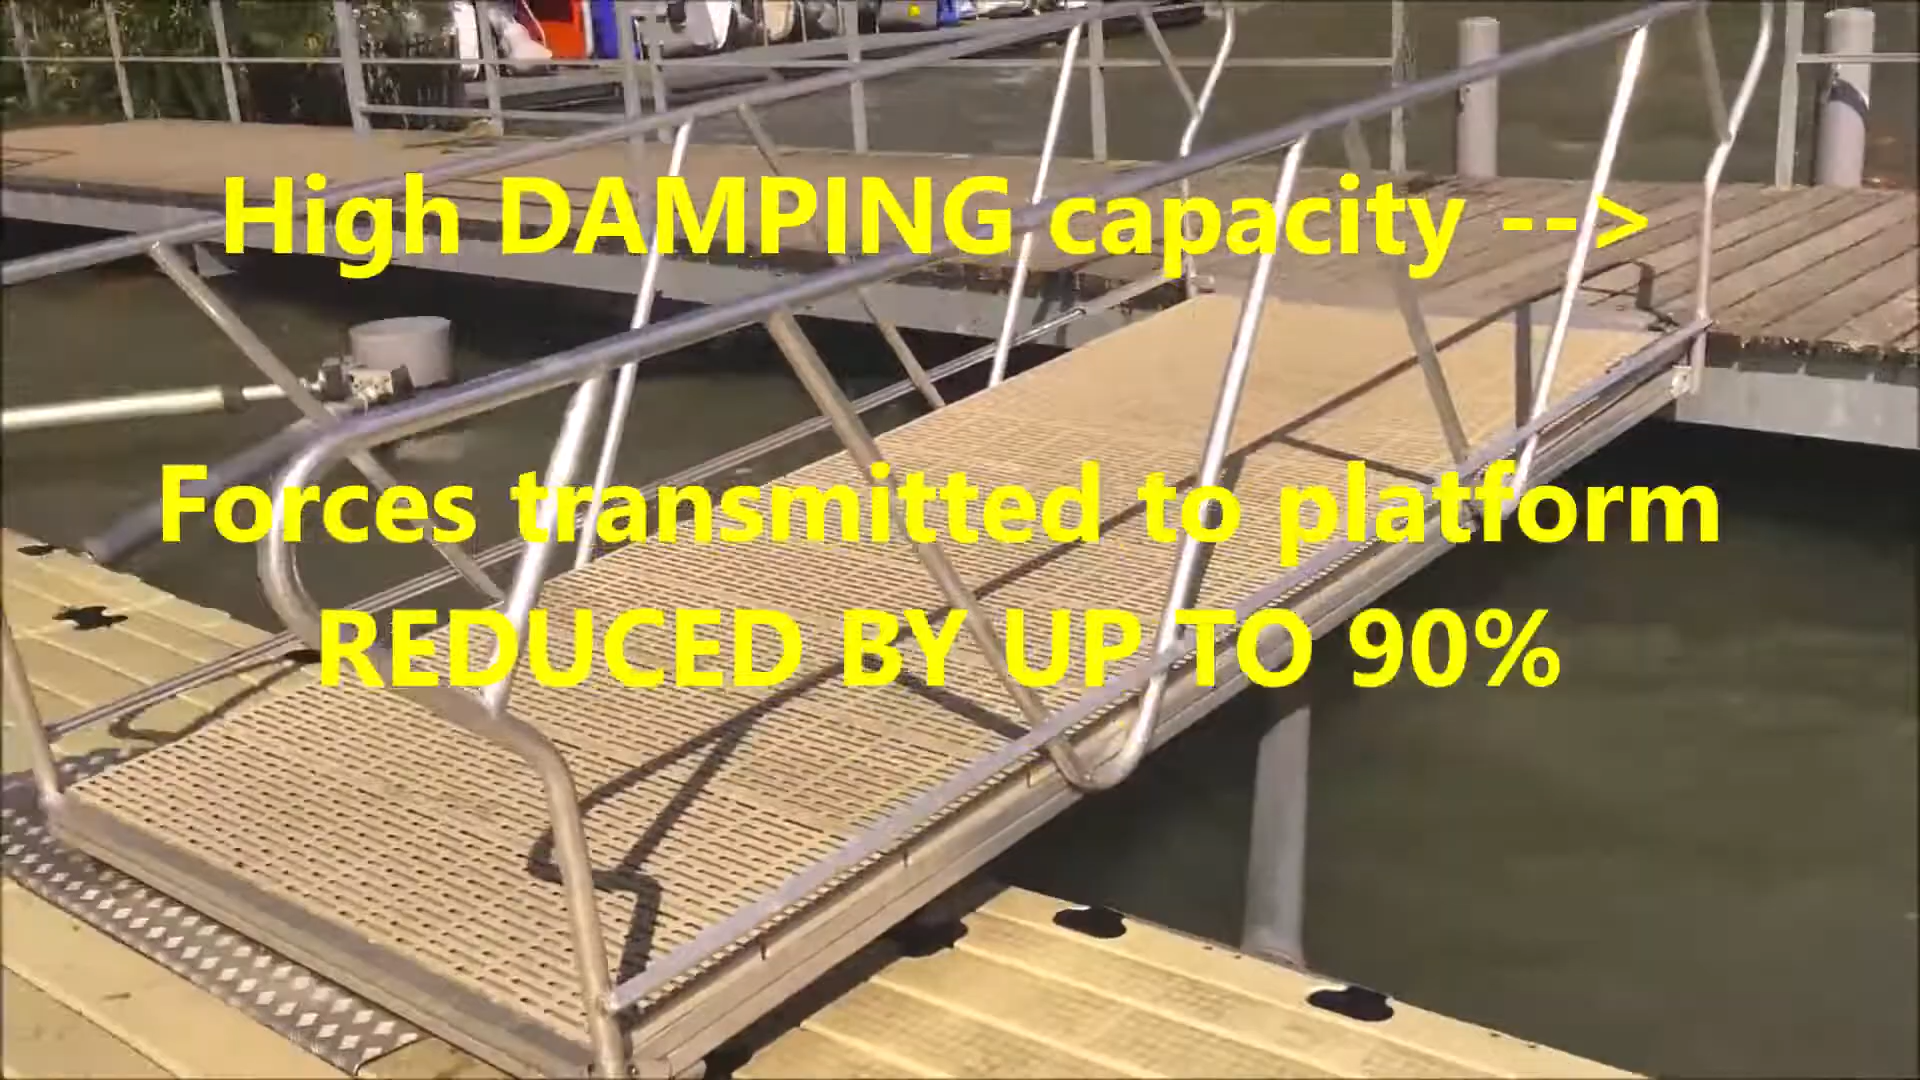 High DAMPING capacity -->
Forces transmitted to platform
REDUCED BY UP TO 90%